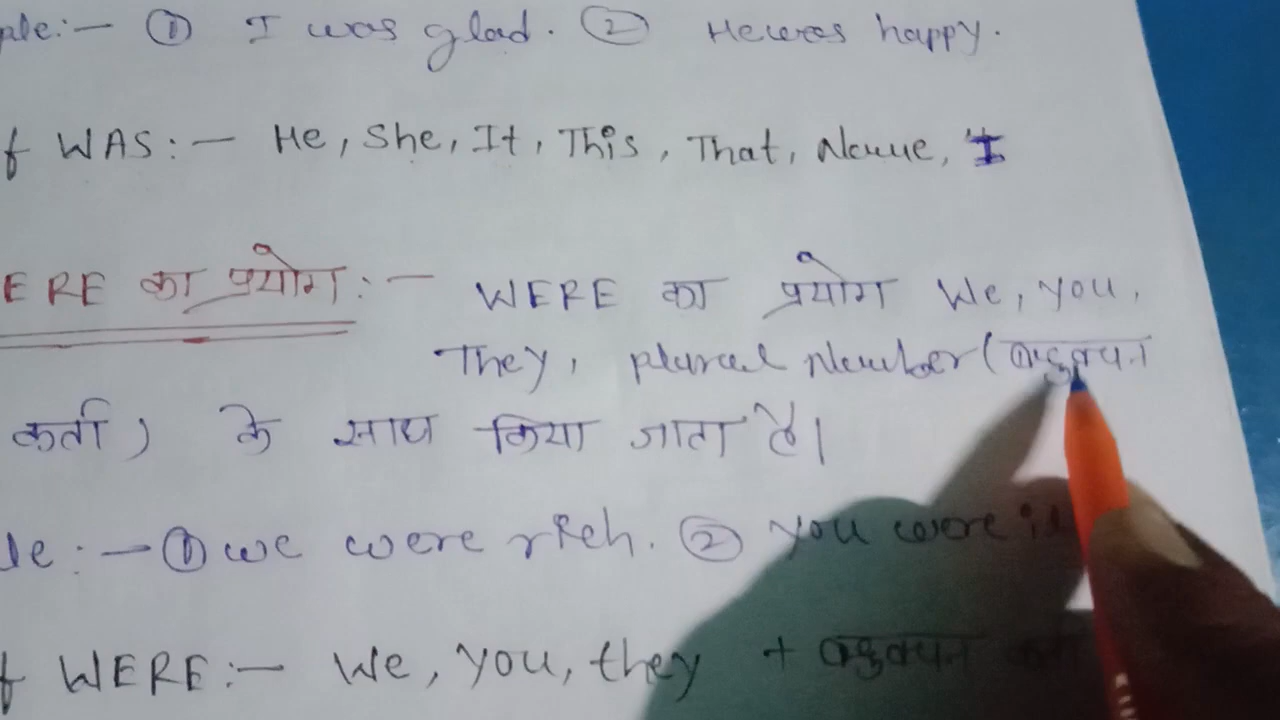 ple:- ① I was glad. ② He was happy.
f WAS:- He, She, It, This, That, Name, I
ERE का प्रयोग:- WERE का प्रयोग We, you,
They, plural Number (बहुवचन
कर्ता) के साथ किया जाता है।
le:- ① we were rich. ② you were
f WERE:- We, you, they + बहुवचन